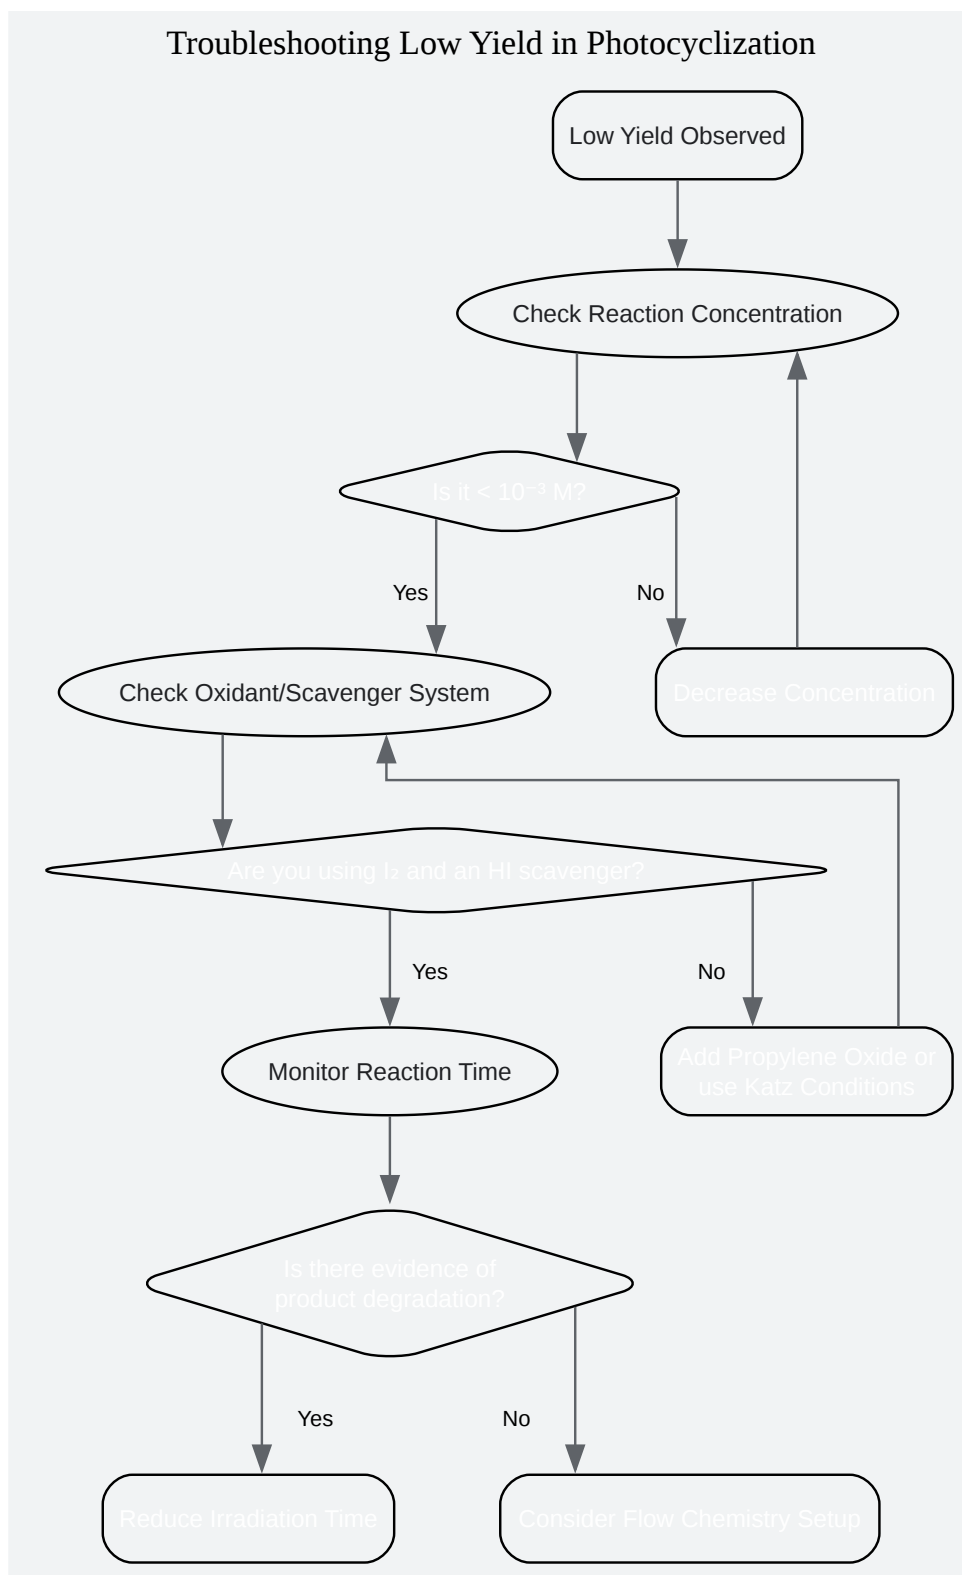 Troubleshooting Low Yield in Photocyclization
Low Yield Observed
Check Reaction Concentration
Is it < 10⁻³ M?
Yes
No
Check Oxidant/Scavenger System
Decrease Concentration
Are you using I₂ and an HI scavenger?
Yes
No
Monitor Reaction Time
Add Propylene Oxide or
use Katz Conditions
Is there evidence of
product degradation?
Yes
No
Reduce Irradiation Time
Consider Flow Chemistry Setup